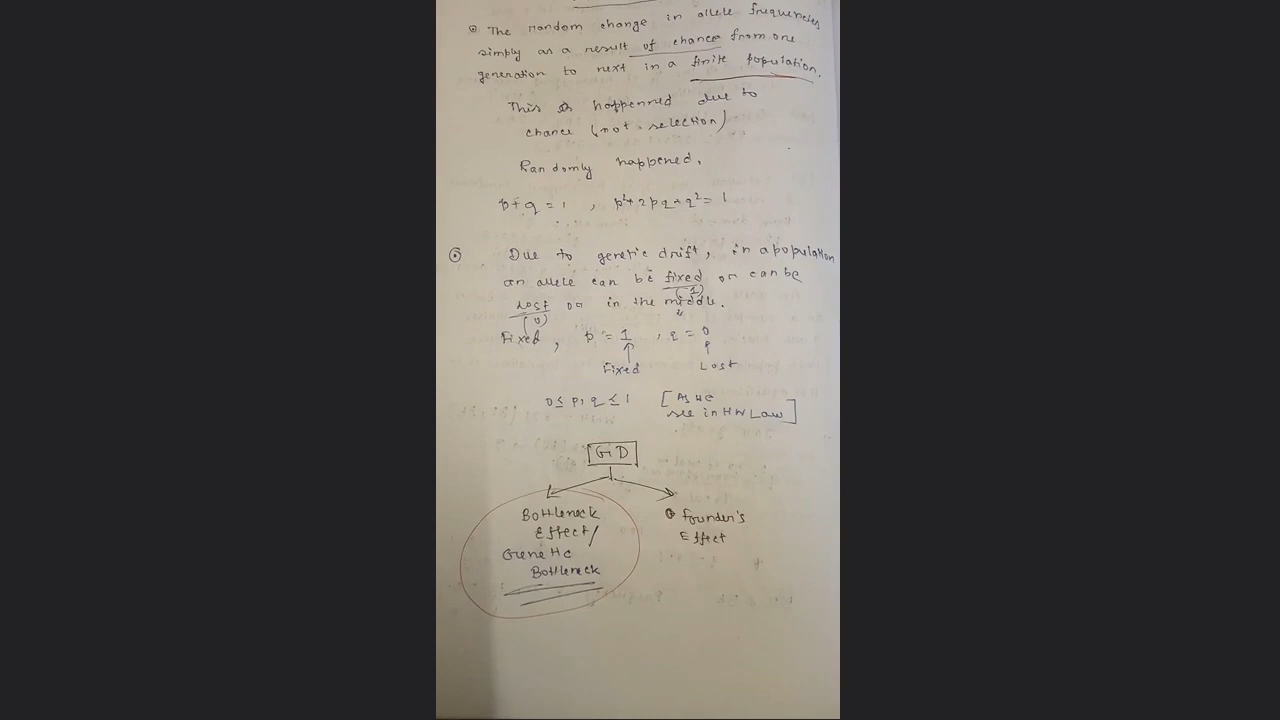 The random change in allele frequencies
simply as a result of chance from one
generation to next in a finite population.
This is happenned due to
chance (not selection)
Randomly happened.
p+q=1, p²+2pq+q²=1
Due to genetic drift, in a population
an allele can be fixed or can be
(1)
lost or in the middle.
(0)
Fixed, p=1, q=0
Fixed Lost
0≤p,q≤1 [As we
see in HW Law]
GD
Bottleneck
Effect/
Genetic
Bottleneck
Founder's
Effect